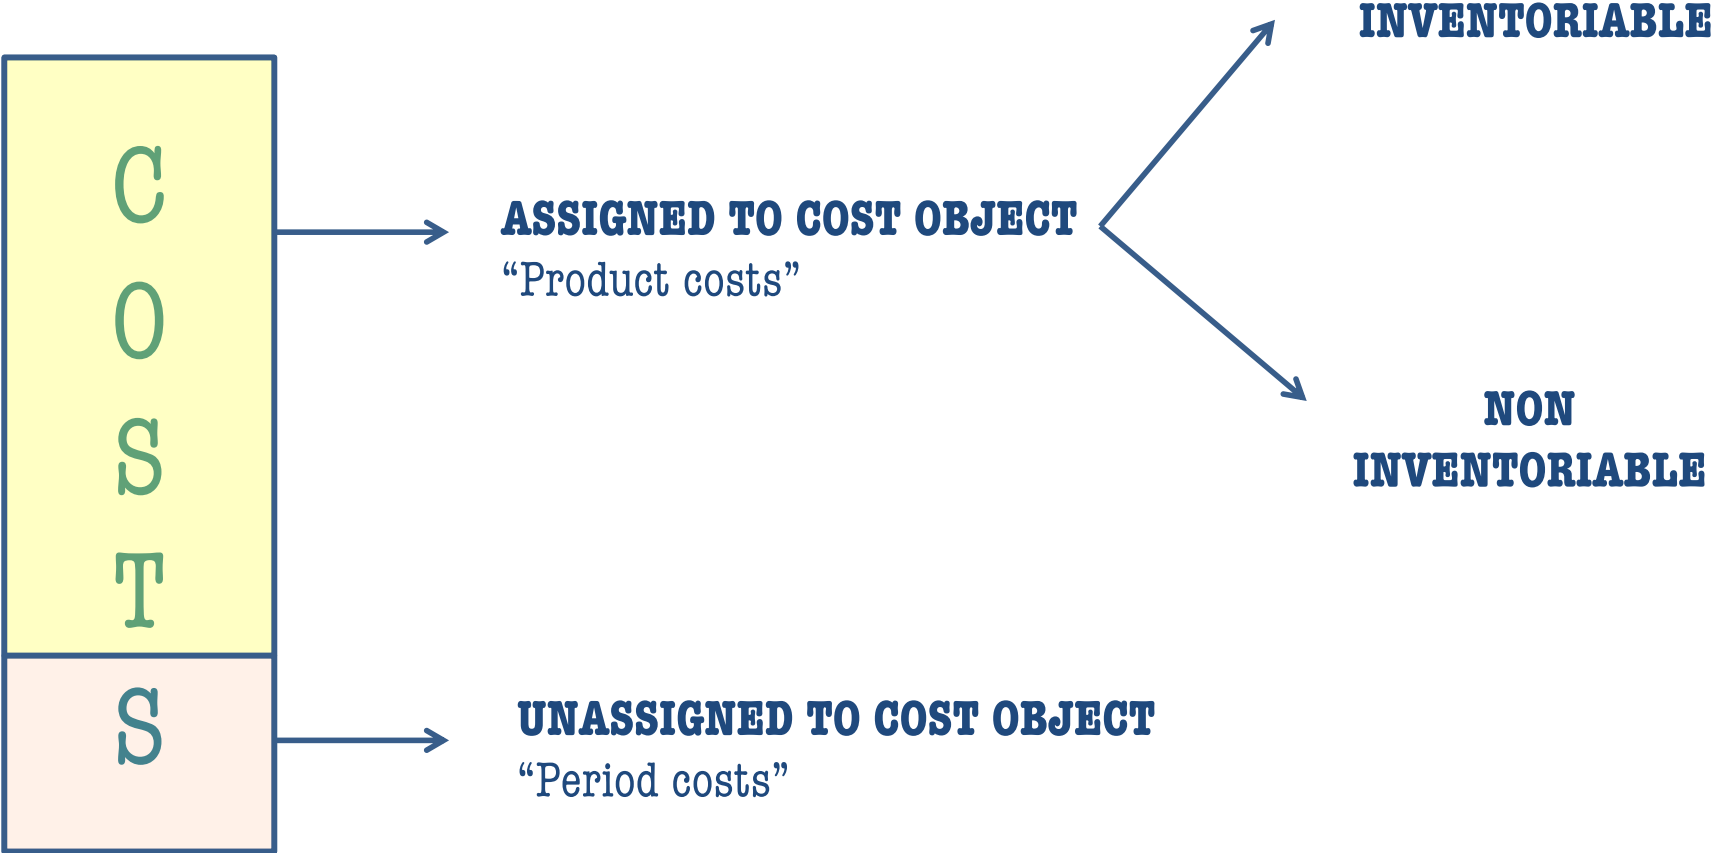 INVENTORIABLE
C
O
S
T
S
ASSIGNED TO COST OBJECT
“Product costs”
NON
INVENTORIABLE
UNASSIGNED TO COST OBJECT
“Period costs”